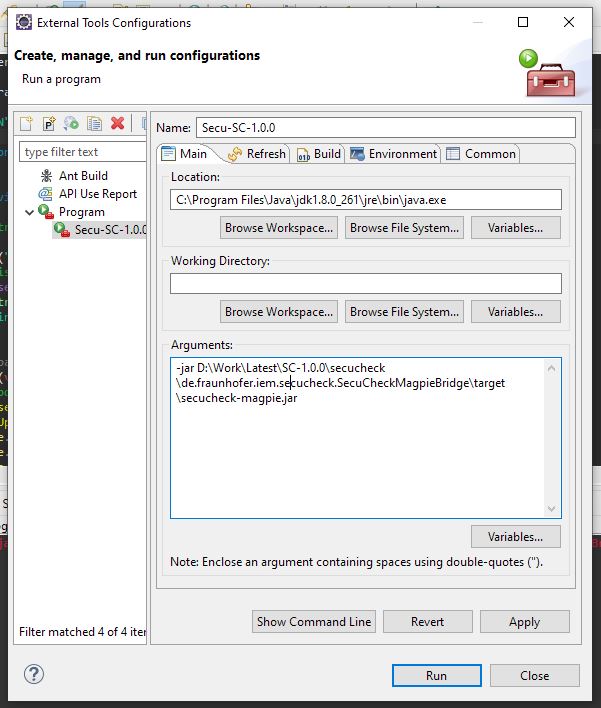 External Tools Configurations
Create, manage, and run configurations
Run a program
type filter text
Ant Build
API Use Report
Program
Secu-SC-1.0.0
Filter matched 4 of 4 iter
Name: Secu-SC-1.0.0
Main Refresh Build Environment Common
Location:
C:\Program Files\Java\jdk1.8.0_261\jre\bin\java.exe
Browse Workspace... Browse File System... Variables...
Working Directory:
Browse Workspace... Browse File System... Variables...
Arguments:
-jar D:\Work\Latest\SC-1.0.0\secucheck
\de.fraunhofer.iem.secucheck.SecuCheckMagpieBridge\target
\secucheck-magpie.jar
Variables...
Note: Enclose an argument containing spaces using double-quotes (").
Show Command Line Revert Apply
Run Close